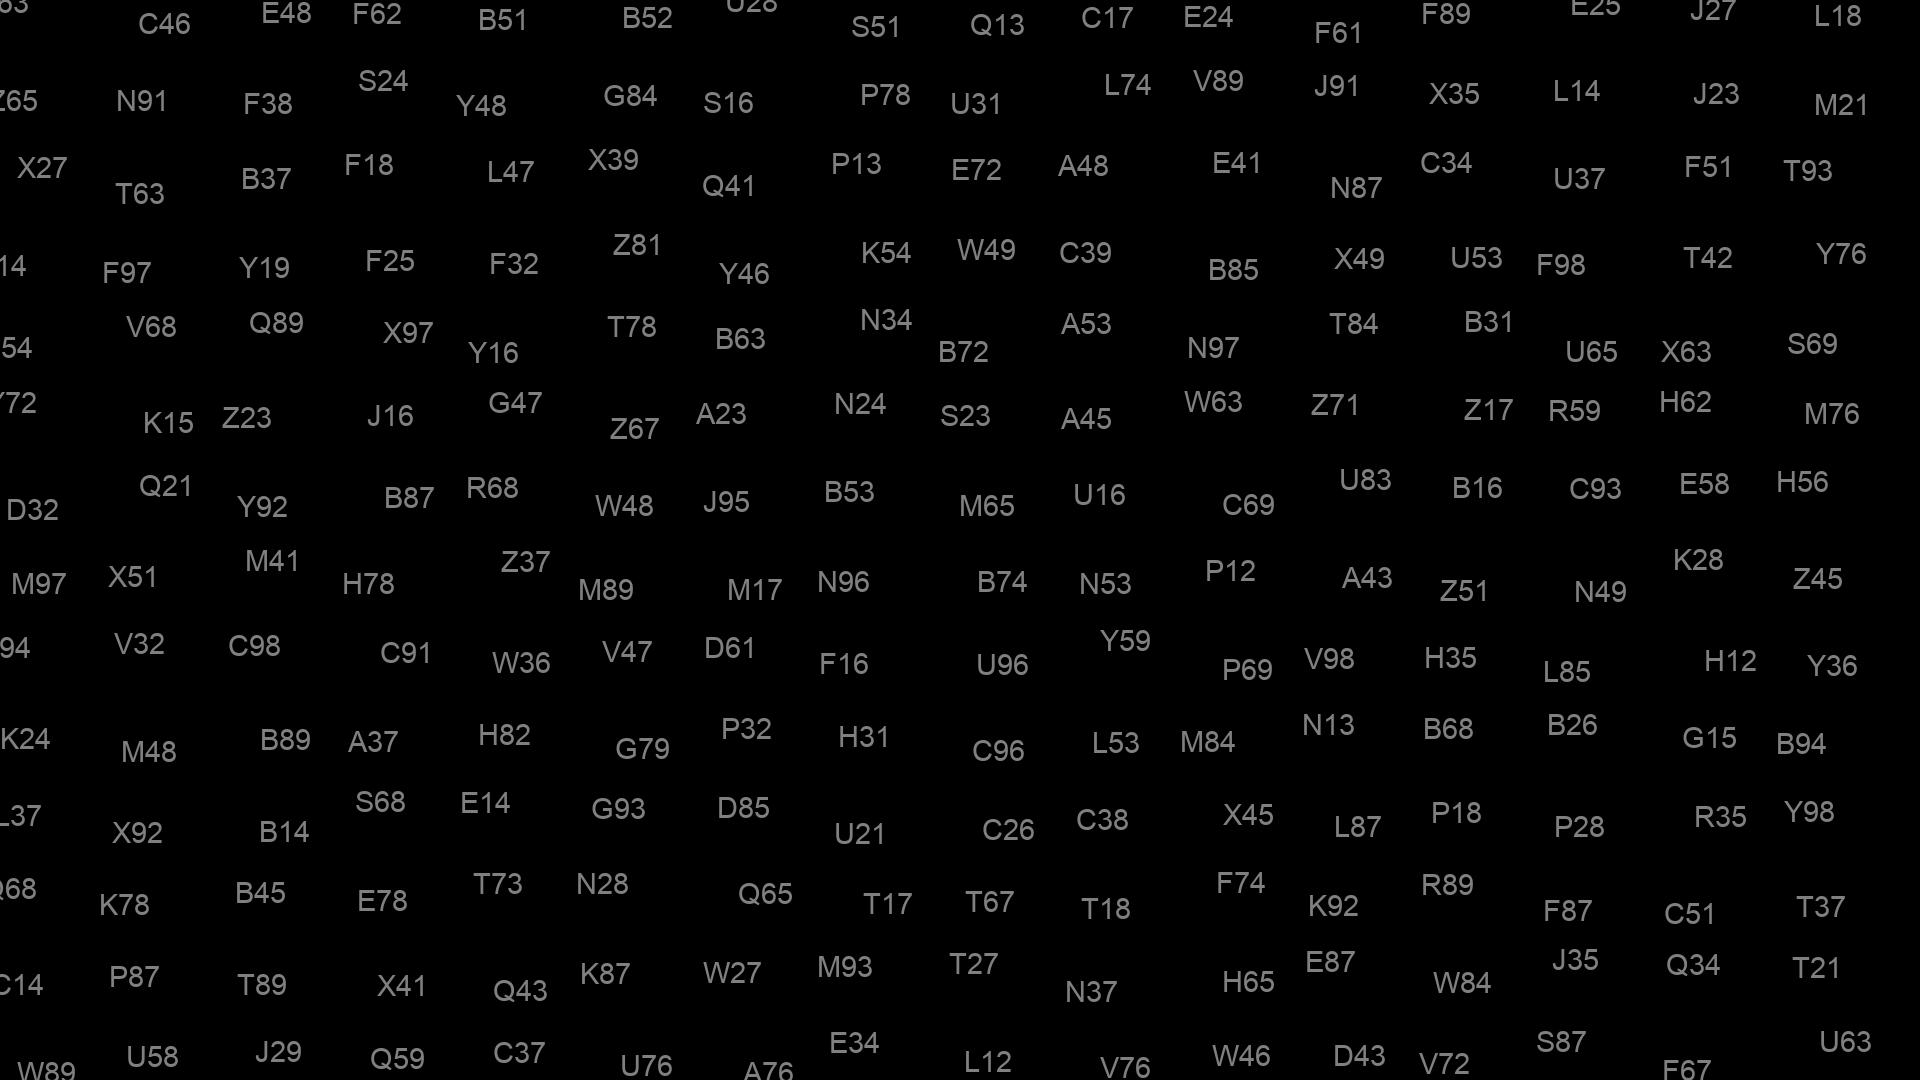 C46 E48 F62 B51 B52 U28 S51 Q13 C17 E24 F61 F89 E25 J27 L18
Z65 N91 F38 S24 Y48 G84 S16 P78 U31 L74 V89 J91 X35 L14 J23 M21
X27 T63 B37 F18 L47 X39 Q41 P13 E72 A48 E41 N87 C34 U37 F51 T93
F97 Y19 F25 F32 Z81 Y46 K54 W49 C39 B85 X49 U53 F98 T42 Y76
V68 Q89 X97 Y16 T78 B63 N34 B72 A53 N97 T84 B31 U65 X63 S69
K15 Z23 J16 G47 Z67 A23 N24 S23 A45 W63 Z71 Z17 R59 H62 M76
D32 Q21 Y92 B87 R68 W48 J95 B53 M65 U16 C69 U83 B16 C93 E58 H56
M97 X51 M41 H78 Z37 M89 M17 N96 B74 N53 P12 A43 Z51 N49 K28 Z45
V32 C98 C91 W36 V47 D61 F16 U96 Y59 P69 V98 H35 L85 H12 Y36
K24 M48 B89 A37 H82 G79 P32 H31 C96 L53 M84 N13 B68 B26 G15 B94
L37 X92 B14 S68 E14 G93 D85 U21 C26 C38 X45 L87 P18 P28 R35 Y98
Q68 K78 B45 E78 T73 N28 Q65 T17 T67 T18 F74 K92 R89 F87 C51 T37
C14 P87 T89 X41 Q43 K87 W27 M93 T27 N37 H65 E87 W84 J35 Q34 T21
W89 U58 J29 Q59 C37 U76 A76 E34 L12 V76 W46 D43 V72 S87 F67 U63